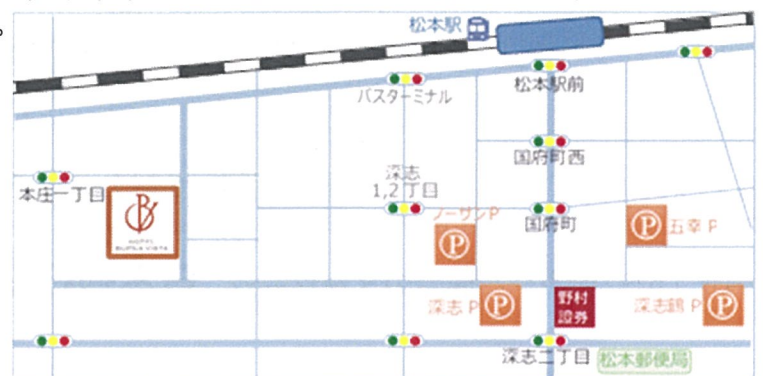 松本駅
バスターミナル
松本駅前
国府町西
深志
1,2丁目
本庄一丁目
ノーサンP
国府町
五幸 P
HOTEL
BUENA VISTA
深志 P
野村
證券
深志鶴 P
深志二丁目
松本郵便局
P
P
P
P